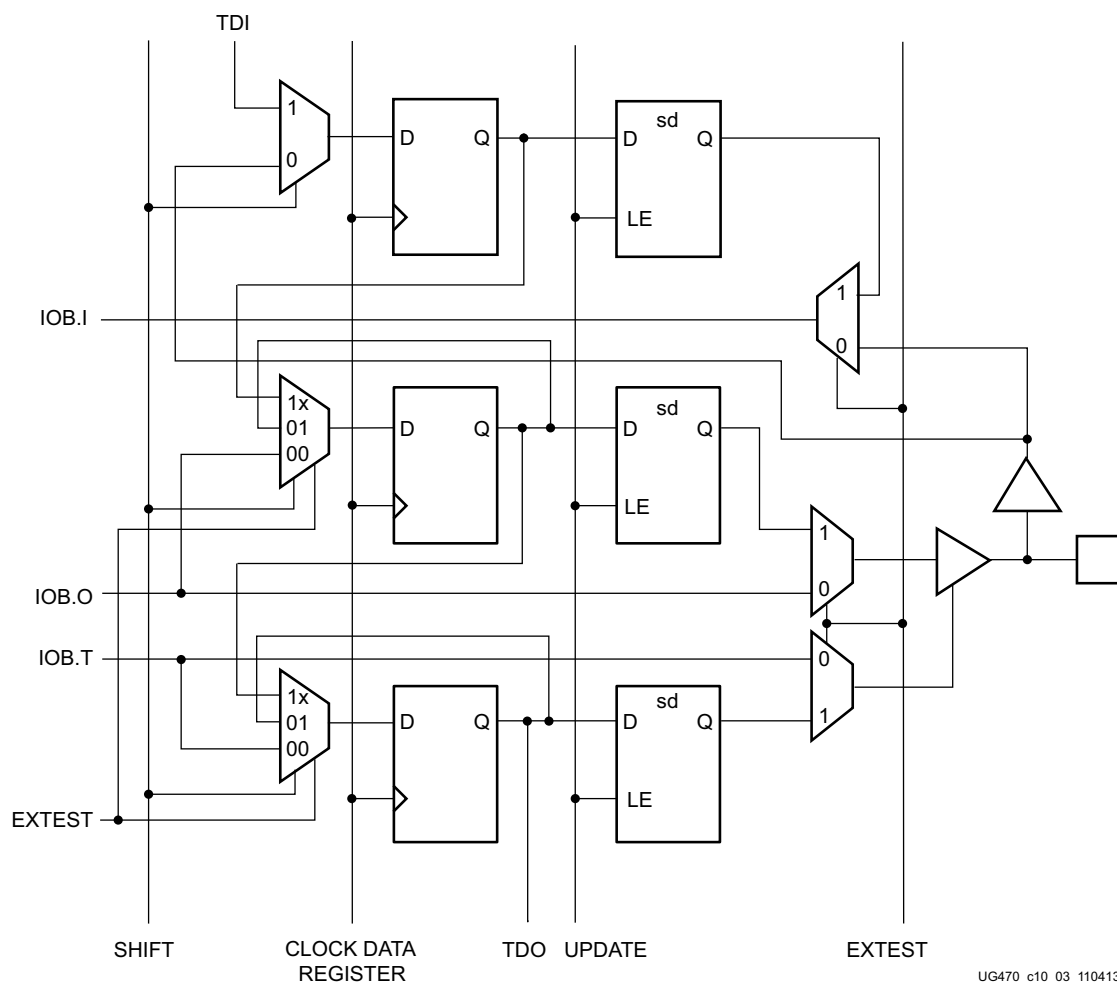 TDI
1
0
D
Q
sd
D
Q
LE
IOB.I
1
0
1x
01
00
D
Q
sd
D
Q
LE
1
0
IOB.O
IOB.T
0
1
1x
01
00
D
Q
sd
D
Q
LE
EXTEST
SHIFT
CLOCK DATA
REGISTER
TDO
UPDATE
EXTEST
UG470_c10_03_110413